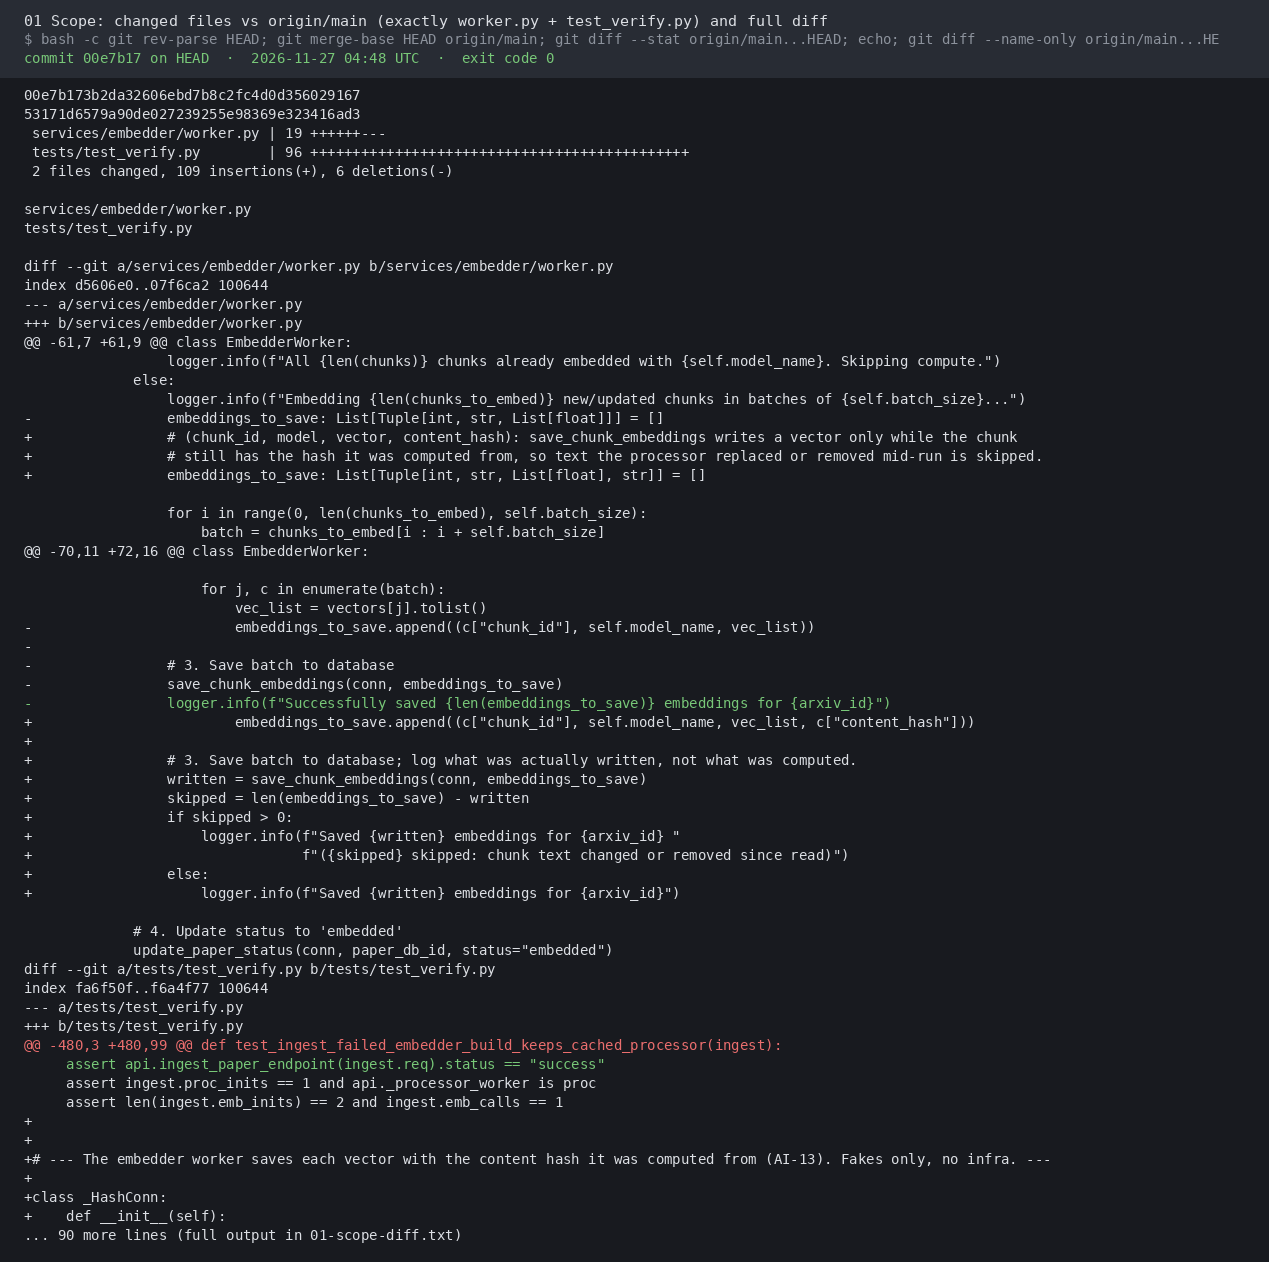 01 Scope: changed files vs origin/main (exactly worker.py + test_verify.py) and full diff
$ bash -c git rev-parse HEAD; git merge-base HEAD origin/main; git diff --stat origin/main...HEAD; echo; git diff --name-only origin/main...HE
commit 00e7b17 on HEAD  ·  2026-11-27 04:48 UTC  ·  exit code 0
00e7b173b2da32606ebd7b8c2fc4d0d356029167
53171d6579a90de027239255e98369e323416ad3
 services/embedder/worker.py | 19 ++++++---
 tests/test_verify.py        | 96 +++++++++++++++++++++++++++++++++++++++++++++
 2 files changed, 109 insertions(+), 6 deletions(-)

services/embedder/worker.py
tests/test_verify.py

diff --git a/services/embedder/worker.py b/services/embedder/worker.py
index d5606e0..07f6ca2 100644
--- a/services/embedder/worker.py
+++ b/services/embedder/worker.py
@@ -61,7 +61,9 @@ class EmbedderWorker:
                 logger.info(f"All {len(chunks)} chunks already embedded with {self.model_name}. Skipping compute.")
             else:
                 logger.info(f"Embedding {len(chunks_to_embed)} new/updated chunks in batches of {self.batch_size}...")
-                embeddings_to_save: List[Tuple[int, str, List[float]]] = []
+                # (chunk_id, model, vector, content_hash): save_chunk_embeddings writes a vector only while the chunk
+                # still has the hash it was computed from, so text the processor replaced or removed mid-run is skipped.
+                embeddings_to_save: List[Tuple[int, str, List[float], str]] = []

                 for i in range(0, len(chunks_to_embed), self.batch_size):
                     batch = chunks_to_embed[i : i + self.batch_size]
@@ -70,11 +72,16 @@ class EmbedderWorker:

                     for j, c in enumerate(batch):
                         vec_list = vectors[j].tolist()
-                        embeddings_to_save.append((c["chunk_id"], self.model_name, vec_list))
-
-                # 3. Save batch to database
-                save_chunk_embeddings(conn, embeddings_to_save)
-                logger.info(f"Successfully saved {len(embeddings_to_save)} embeddings for {arxiv_id}")
+                        embeddings_to_save.append((c["chunk_id"], self.model_name, vec_list, c["content_hash"]))
+
+                # 3. Save batch to database; log what was actually written, not what was computed.
+                written = save_chunk_embeddings(conn, embeddings_to_save)
+                skipped = len(embeddings_to_save) - written
+                if skipped > 0:
+                    logger.info(f"Saved {written} embeddings for {arxiv_id} "
+                                f"({skipped} skipped: chunk text changed or removed since read)")
+                else:
+                    logger.info(f"Saved {written} embeddings for {arxiv_id}")

             # 4. Update status to 'embedded'
             update_paper_status(conn, paper_db_id, status="embedded")
diff --git a/tests/test_verify.py b/tests/test_verify.py
index fa6f50f..f6a4f77 100644
--- a/tests/test_verify.py
+++ b/tests/test_verify.py
@@ -480,3 +480,99 @@ def test_ingest_failed_embedder_build_keeps_cached_processor(ingest):
     assert api.ingest_paper_endpoint(ingest.req).status == "success"
     assert ingest.proc_inits == 1 and api._processor_worker is proc
     assert len(ingest.emb_inits) == 2 and ingest.emb_calls == 1
+
+
+# --- The embedder worker saves each vector with the content hash it was computed from (AI-13). Fakes only, no infra. ---
+
+class _HashConn:
+    def __init__(self):
... 90 more lines (full output in 01-scope-diff.txt)